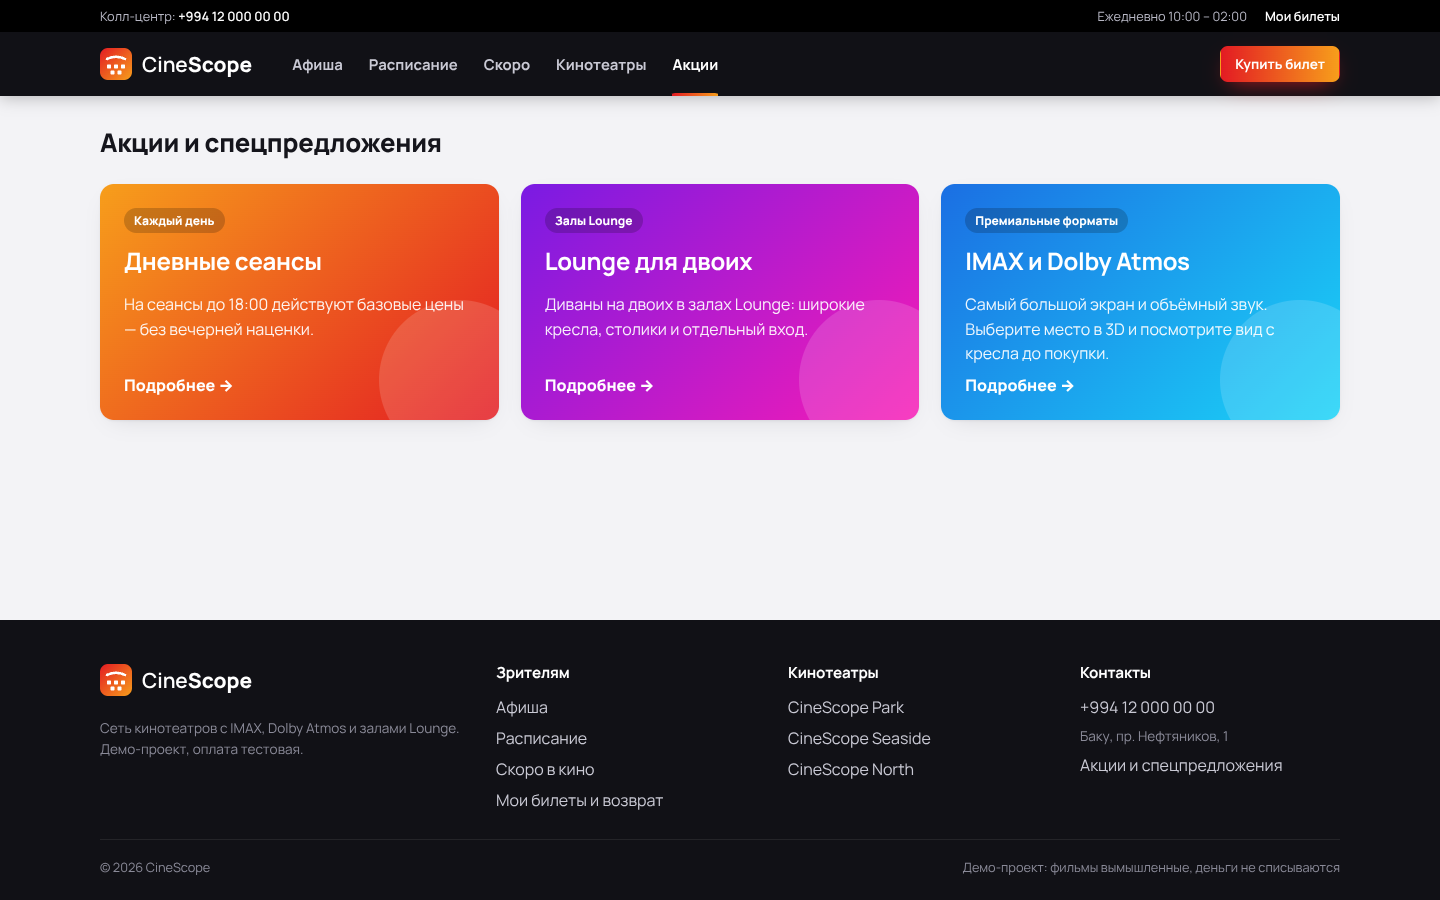 Колл-центр: +994 12 000 00 00
Ежедневно 10:00 – 02:00
Мои билеты
CineScope
Афиша
Расписание
Скоро
Кинотеатры
Акции
Купить билет
Акции и спецпредложения
Каждый день
Дневные сеансы
На сеансы до 18:00 действуют базовые цены
— без вечерней наценки.
Подробнее →
Залы Lounge
Lounge для двоих
Диваны на двоих в залах Lounge: широкие
кресла, столики и отдельный вход.
Подробнее →
Премиальные форматы
IMAX и Dolby Atmos
Самый большой экран и объёмный звук.
Выберите место в 3D и посмотрите вид с
кресла до покупки.
Подробнее →
CineScope
Сеть кинотеатров с IMAX, Dolby Atmos и залами Lounge.
Демо-проект, оплата тестовая.
Зрителям
Афиша
Расписание
Скоро в кино
Мои билеты и возврат
Кинотеатры
CineScope Park
CineScope Seaside
CineScope North
Контакты
+994 12 000 00 00
Баку, пр. Нефтяников, 1
Акции и спецпредложения
© 2026 CineScope
Демо-проект: фильмы вымышленные, деньги не списываются